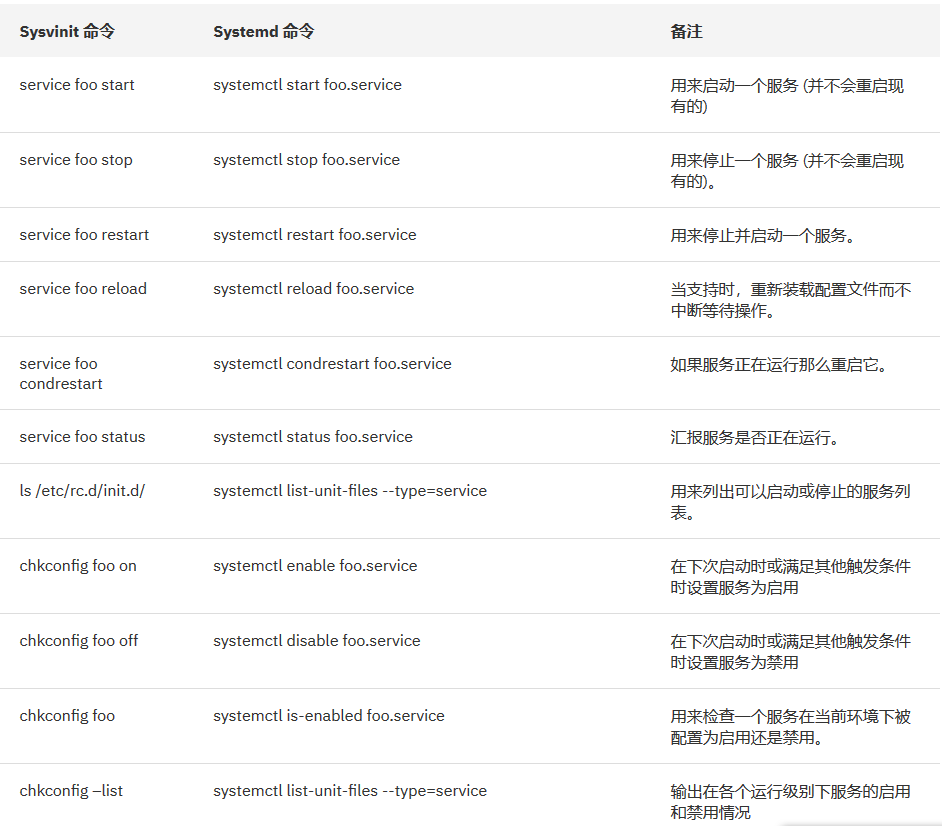 Sysvinit 命令 Systemd 命令 备注
service foo start systemctl start foo.service 用来启动一个服务 (并不会重启现
有的)
service foo stop systemctl stop foo.service 用来停止一个服务 (并不会重启现
有的)。
service foo restart systemctl restart foo.service 用来停止并启动一个服务。
service foo reload systemctl reload foo.service 当支持时，重新装载配置文件而不
中断等待操作。
service foo systemctl condrestart foo.service 如果服务正在运行那么重启它。
condrestart
service foo status systemctl status foo.service 汇报服务是否正在运行。
ls /etc/rc.d/init.d/ systemctl list-unit-files --type=service 用来列出可以启动或停止的服务列
表。
chkconfig foo on systemctl enable foo.service 在下次启动时或满足其他触发条件
时设置服务为启用
chkconfig foo off systemctl disable foo.service 在下次启动时或满足其他触发条件
时设置服务为禁用
chkconfig foo systemctl is-enabled foo.service 用来检查一个服务在当前环境下被
配置为启用还是禁用。
chkconfig –list systemctl list-unit-files --type=service 输出在各个运行级别下服务的启用
和禁用情况